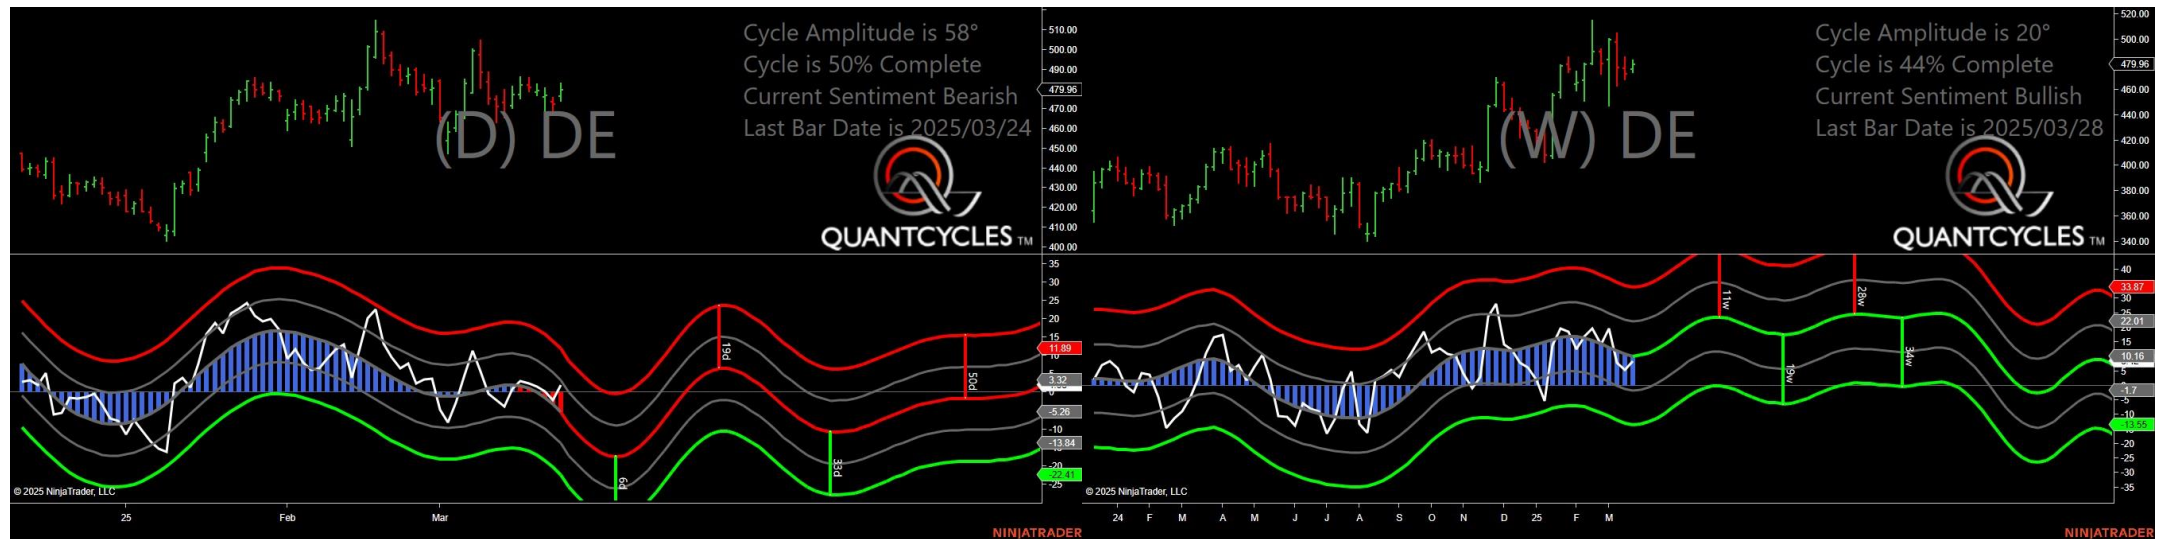 Cycle Amplitude is 58°
Cycle is 50% Complete
Current Sentiment Bearish
Last Bar Date is 2025/03/24
(D) DE
QUANTCYCLES TM
510.00
500.00
490.00
479.96
470.00
460.00
450.00
440.00
430.00
420.00
410.00
400.00
35
30
25
20
15
11.89
3.32
-5.26
-10
-13.84
-20
-22.41
-25
19d
50d
6d
33d
© 2025 NinjaTrader, LLC
25 Feb Mar
NINJATRADER
Cycle Amplitude is 20°
Cycle is 44% Complete
Current Sentiment Bullish
Last Bar Date is 2025/03/28
(W) DE
QUANTCYCLES TM
520.00
500.00
479.96
460.00
440.00
420.00
400.00
380.00
360.00
340.00
40
33.87
30
22.01
15
10.16
5
-1.7
-5
-10
-13.55
-20
-25
-30
-35
11w
28w
19w
34w
© 2025 NinjaTrader, LLC
24 F M A M J J A S O N D 25 F M
NINJATRADER